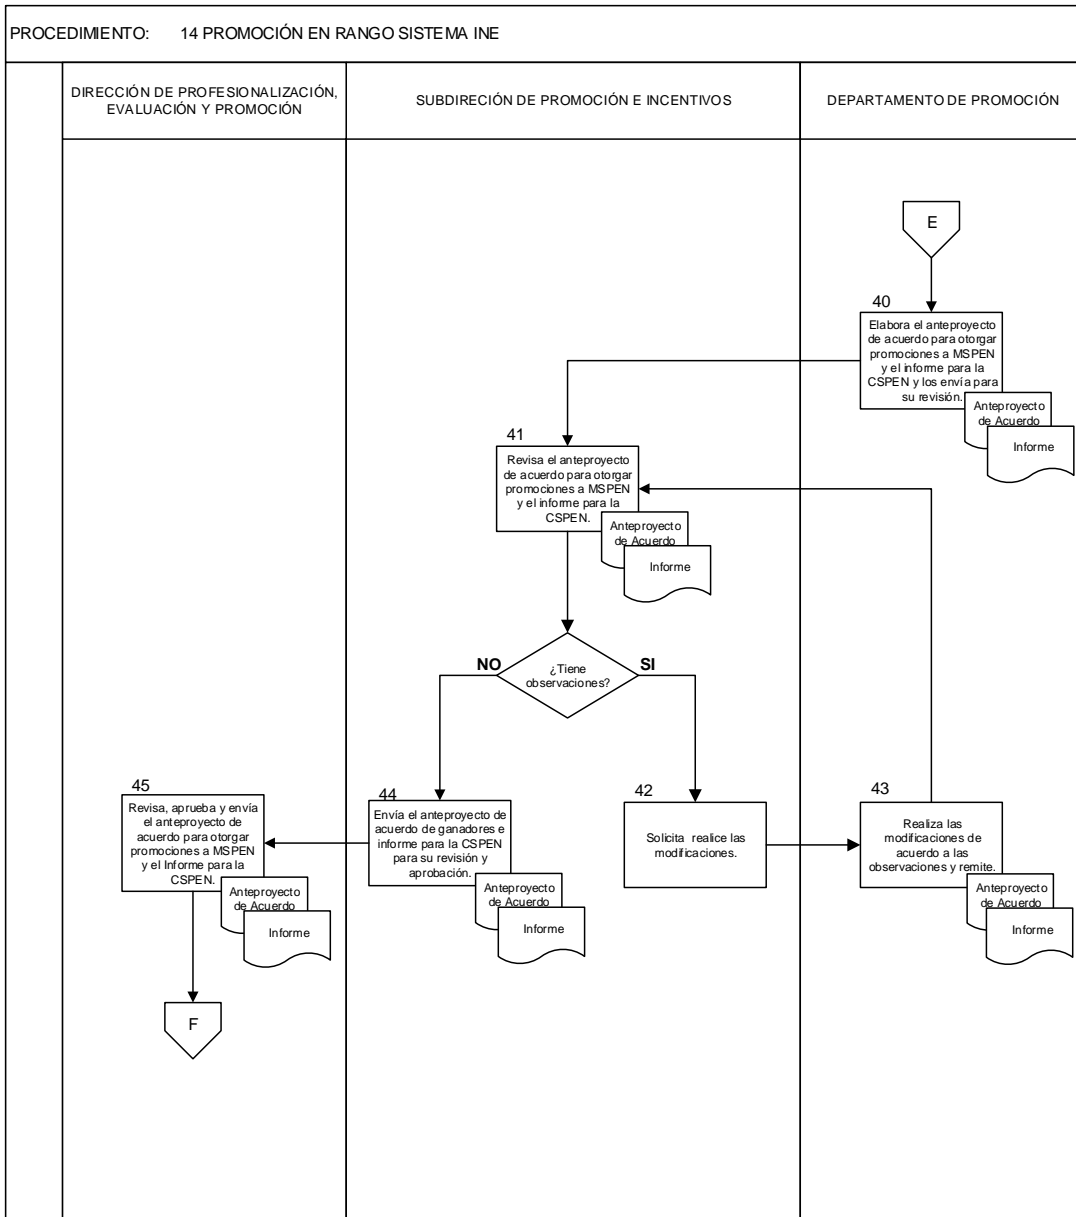 PROCEDIMIENTO: 14 PROMOCIÓN EN RANGO SISTEMA INE
DIRECCIÓN DE PROFESIONALIZACIÓN,
EVALUACIÓN Y PROMOCIÓN
SUBDIRECIÓN DE PROMOCIÓN E INCENTIVOS
DEPARTAMENTO DE PROMOCIÓN
E
40
Elabora el anteproyecto
de acuerdo para otorgar
promociones a MSPEN
y el informe para la
CSPEN y los envía para
su revisión.
Anteproyecto
de Acuerdo
Informe
41
Revisa el anteproyecto
de acuerdo para otorgar
promociones a MSPEN
y el informe para la
CSPEN.
Anteproyecto
de Acuerdo
Informe
¿Tiene
observaciones?
NO
SI
45
Revisa, aprueba y envía
el anteproyecto de
acuerdo para otorgar
promociones a MSPEN
y el Informe para la
CSPEN.
Anteproyecto
de Acuerdo
Informe
44
Envía el anteproyecto de
acuerdo de ganadores e
informe para la CSPEN
para su revisión y
aprobación.
Anteproyecto
de Acuerdo
Informe
42
Solicita realice las
modificaciones.
43
Realiza las
modificaciones de
acuerdo a las
observaciones y remite.
Anteproyecto
de Acuerdo
Informe
F